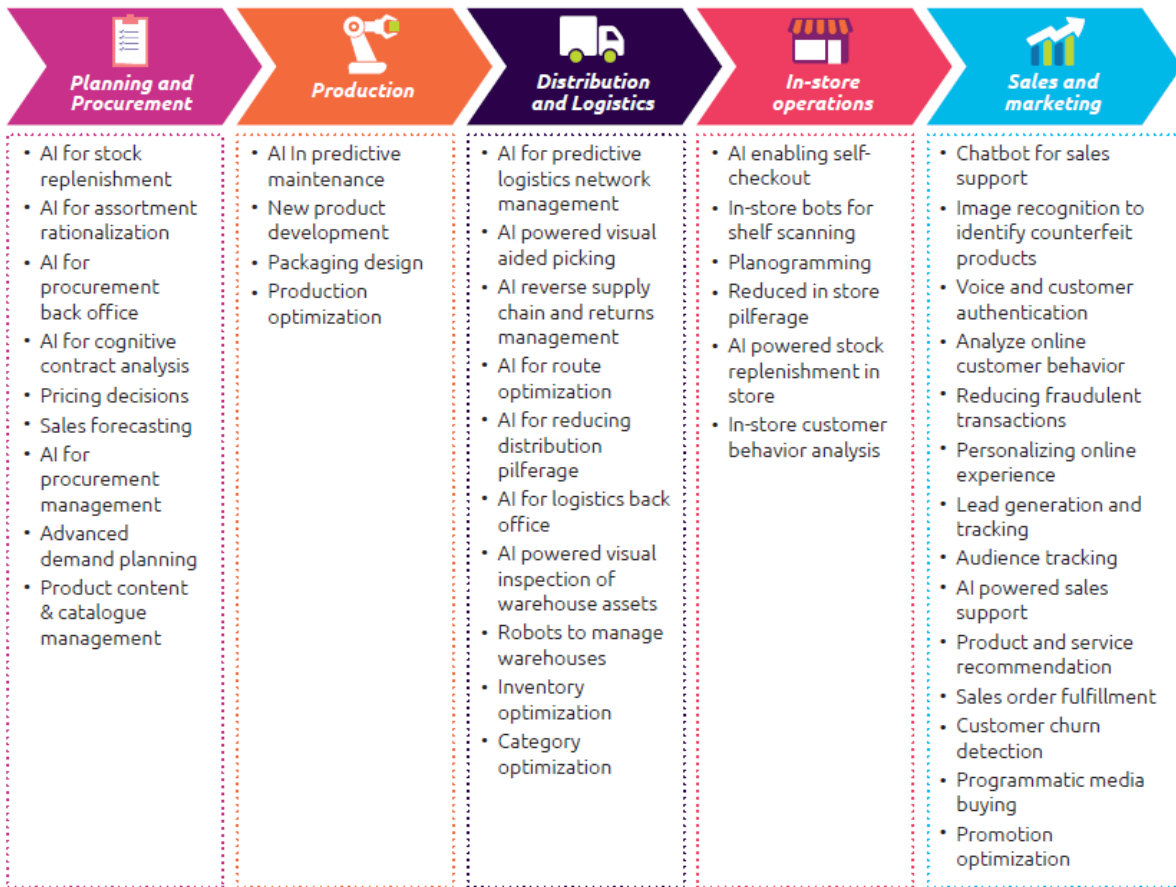 Planning and
Procurement
Production
Distribution
and Logistics
In-store
operations
Sales and
marketing
• AI for stock
replenishment
• AI for assortment
rationalization
• AI for
procurement
back office
• AI for cognitive
contract analysis
• Pricing decisions
• Sales forecasting
• AI for
procurement
management
• Advanced
demand planning
• Product content
& catalogue
management
• AI In predictive
maintenance
• New product
development
• Packaging design
• Production
optimization
• AI for predictive
logistics network
management
• AI powered visual
aided picking
• AI reverse supply
chain and returns
management
• AI for route
optimization
• AI for reducing
distribution
pilferage
• AI for logistics back
office
• AI powered visual
inspection of
warehouse assets
• Robots to manage
warehouses
• Inventory
optimization
• Category
optimization
• AI enabling self-
checkout
• In-store bots for
shelf scanning
• Planogramming
• Reduced in store
pilferage
• AI powered stock
replenishment in
store
• In-store customer
behavior analysis
• Chatbot for sales
support
• Image recognition to
identify counterfeit
products
• Voice and customer
authentication
• Analyze online
customer behavior
• Reducing fraudulent
transactions
• Personalizing online
experience
• Lead generation and
tracking
• Audience tracking
• AI powered sales
support
• Product and service
recommendation
• Sales order fulfillment
• Customer churn
detection
• Programmatic media
buying
• Promotion
optimization